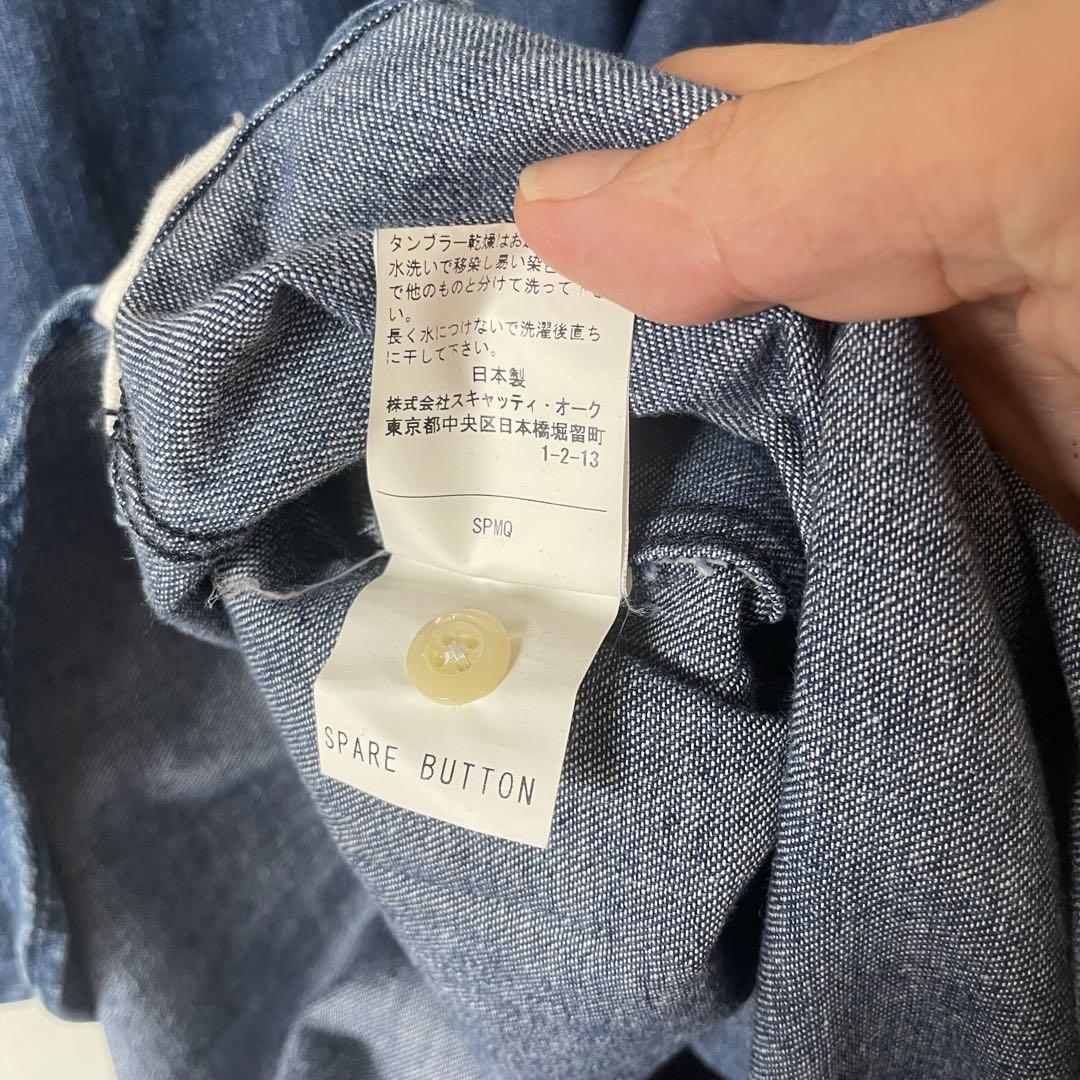 タンブラー乾燥はお
水洗いで移染し易い染
で他のものと分けて洗って下さ
い。
長く水につけないで洗濯後直ち
に干して下さい。
日本製
株式会社スキャッティ・オーク
東京都中央区日本橋堀留町
1-2-13
SPMQ
SPARE BUTTON